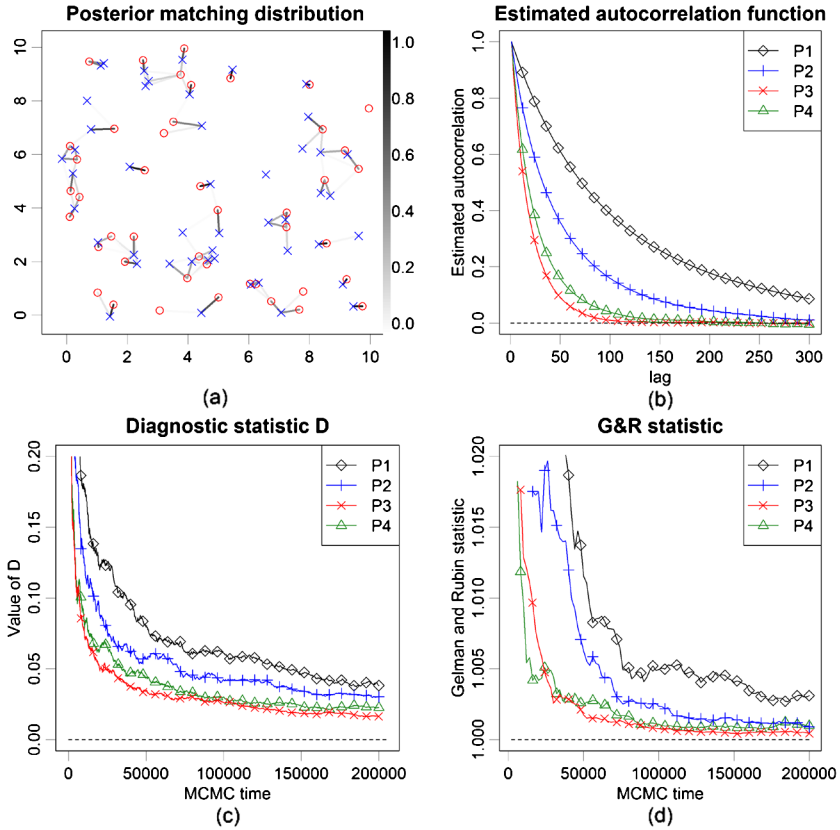 Posterior matching distribution
10
8
6
4
2
0
0 2 4 6 8 10
1.0
0.8
0.6
0.4
0.2
0.0
(a)
Estimated autocorrelation function
Estimated autocorrelation
1.0
0.8
0.6
0.4
0.2
0.0
0 50 100 150 200 250 300
lag
P1
P2
P3
P4
(b)
Diagnostic statistic D
Value of D
0.20
0.15
0.10
0.05
0.00
0 50000 100000 150000 200000
MCMC time
P1
P2
P3
P4
(c)
G&R statistic
Gelman and Rubin statistic
1.020
1.015
1.010
1.005
1.000
0 50000 100000 150000 200000
MCMC time
P1
P2
P3
P4
(d)